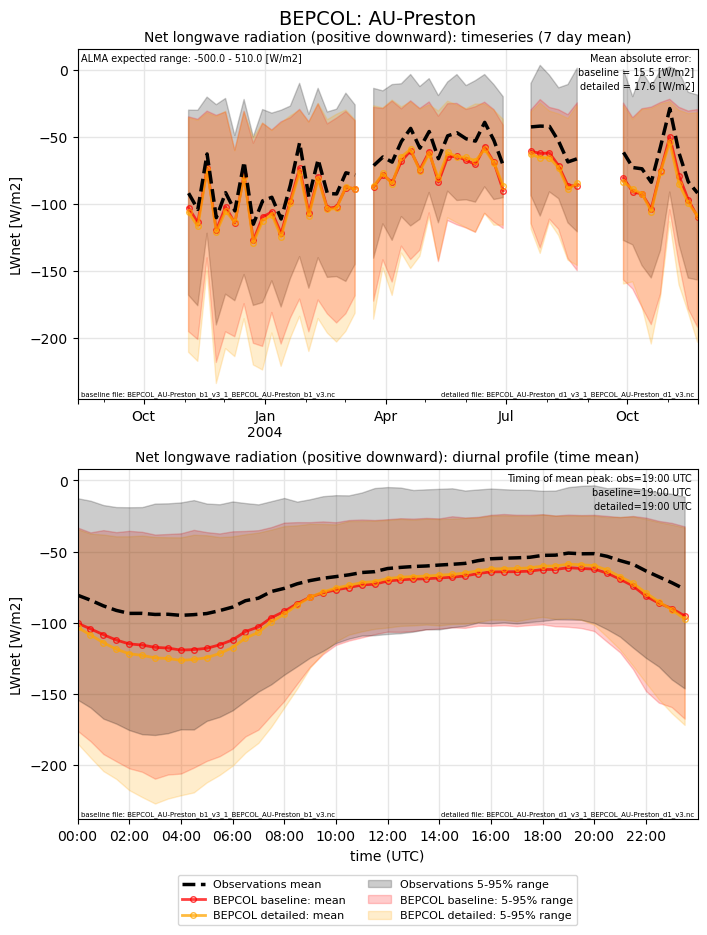 BEPCOL: AU-Preston
Net longwave radiation (positive downward): timeseries (7 day mean)
ALMA expected range: -500.0 - 510.0 [W/m2]
Mean absolute error:
baseline = 15.5 [W/m2]
detailed = 17.6 [W/m2]
0
−50
−100
−150
−200
LWnet [W/m2]
baseline file: BEPCOL_AU-Preston_b1_v3_1_BEPCOL_AU-Preston_b1_v3.nc
detailed file: BEPCOL_AU-Preston_d1_v3_1_BEPCOL_AU-Preston_d1_v3.nc
Oct Jan Apr Jul Oct
2004
Net longwave radiation (positive downward): diurnal profile (time mean)
Timing of mean peak: obs=19:00 UTC
baseline=19:00 UTC
detailed=19:00 UTC
0
−50
−100
−150
−200
LWnet [W/m2]
baseline file: BEPCOL_AU-Preston_b1_v3_1_BEPCOL_AU-Preston_b1_v3.nc
detailed file: BEPCOL_AU-Preston_d1_v3_1_BEPCOL_AU-Preston_d1_v3.nc
00:00 02:00 04:00 06:00 08:00 10:00 12:00 14:00 16:00 18:00 20:00 22:00
time (UTC)
Observations mean
BEPCOL baseline: mean
BEPCOL detailed: mean
Observations 5-95% range
BEPCOL baseline: 5-95% range
BEPCOL detailed: 5-95% range